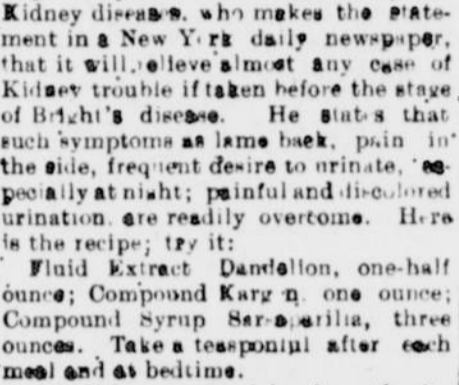 Kidney diseases, who makes the state-
ment in a New York daily newspaper,
that it will relieve almost any case of
Kidney trouble if taken before the stage
of Bright's disease. He states that
such symptoms as lame back, pain in
the side, frequent desire to urinate, es-
pecially at night; painful and discolored
urination, are readily overcome. Here
is the recipe; try it:
Fluid Extract Dandelion, one-half
ounce; Compound Kargon, one ounce;
Compound Syrup Sarsaparilla, three
ounces. Take a teaspoonful after each
meal and at bedtime.